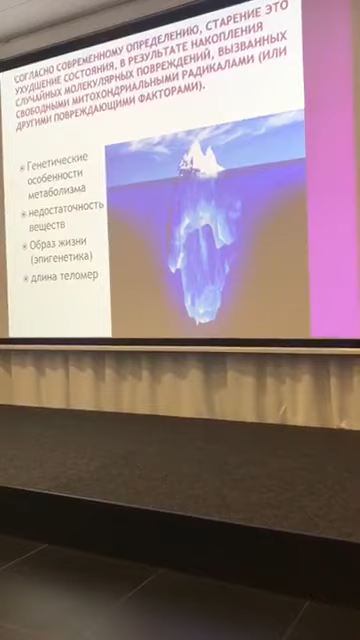 СОГЛАСНО СОВРЕМЕННОМУ ОПРЕДЕЛЕНИЮ, СТАРЕНИЕ ЭТО
УХУДШЕНИЕ СОСТОЯНИЯ, В РЕЗУЛЬТАТЕ НАКОПЛЕНИЯ
СЛУЧАЙНЫХ МОЛЕКУЛЯРНЫХ ПОВРЕЖДЕНИЙ, ВЫЗВАННЫХ
СВОБОДНЫМИ МИТОХОНДРИАЛЬНЫМИ РАДИКАЛАМИ (ИЛИ
ДРУГИМИ ПОВРЕЖДАЮЩИМИ ФАКТОРАМИ).
Генетические
особенности
метаболизма
недостаточность
веществ
Образ жизни
(эпигенетика)
длина теломер